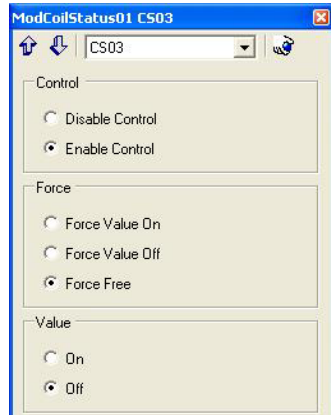 ModCoilStatus01 CS03
CS03
Control
Disable Control
Enable Control
Force
Force Value On
Force Value Off
Force Free
Value
On
Off